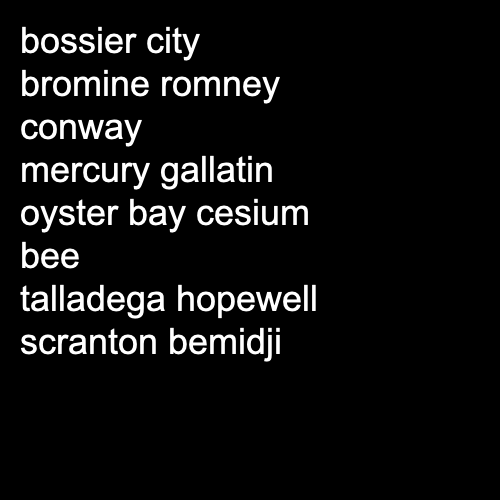 bossier city
bromine romney
conway
mercury gallatin
oyster bay cesium
bee
talladega hopewell
scranton bemidji